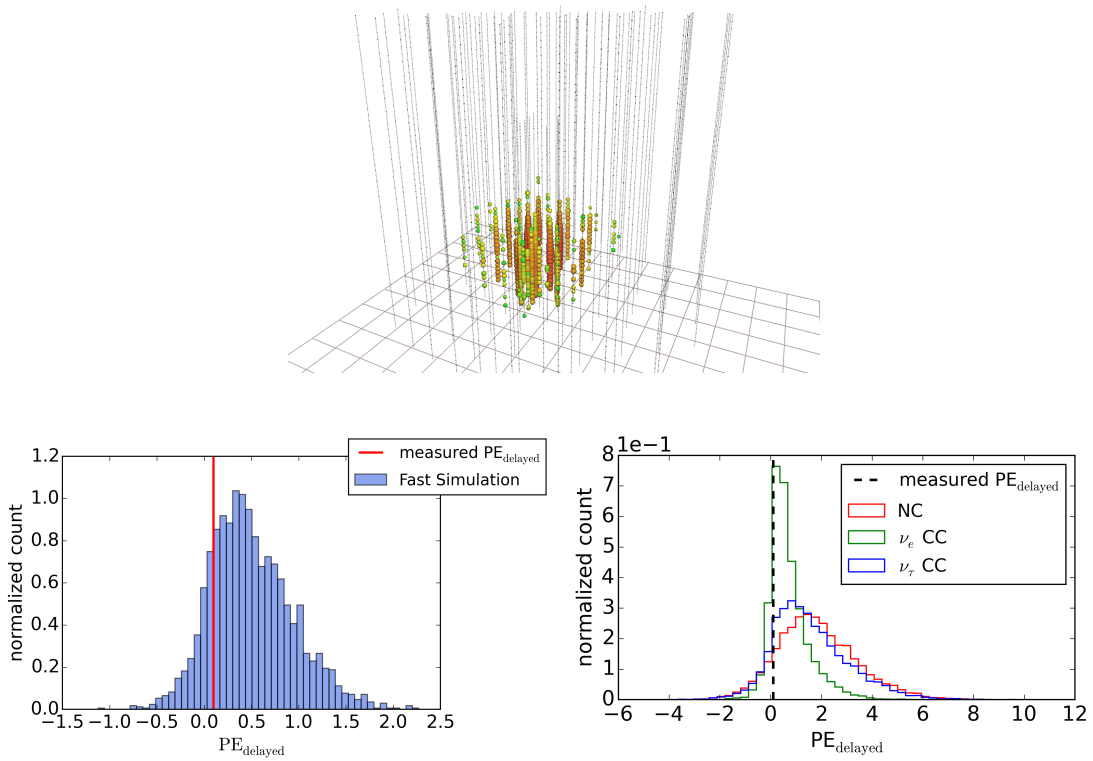 measured PE_delayed
Fast Simulation
normalized count
1.2
1.0
0.8
0.6
0.4
0.2
0.0
−1.5 −1.0 −0.5 0.0 0.5 1.0 1.5 2.0 2.5
PE_delayed
1e−1
measured PE_delayed
NC
ν_e CC
ν_τ CC
normalized count
8
7
6
5
4
3
2
1
0
−6 −4 −2 0 2 4 6 8 10 12
PE_delayed